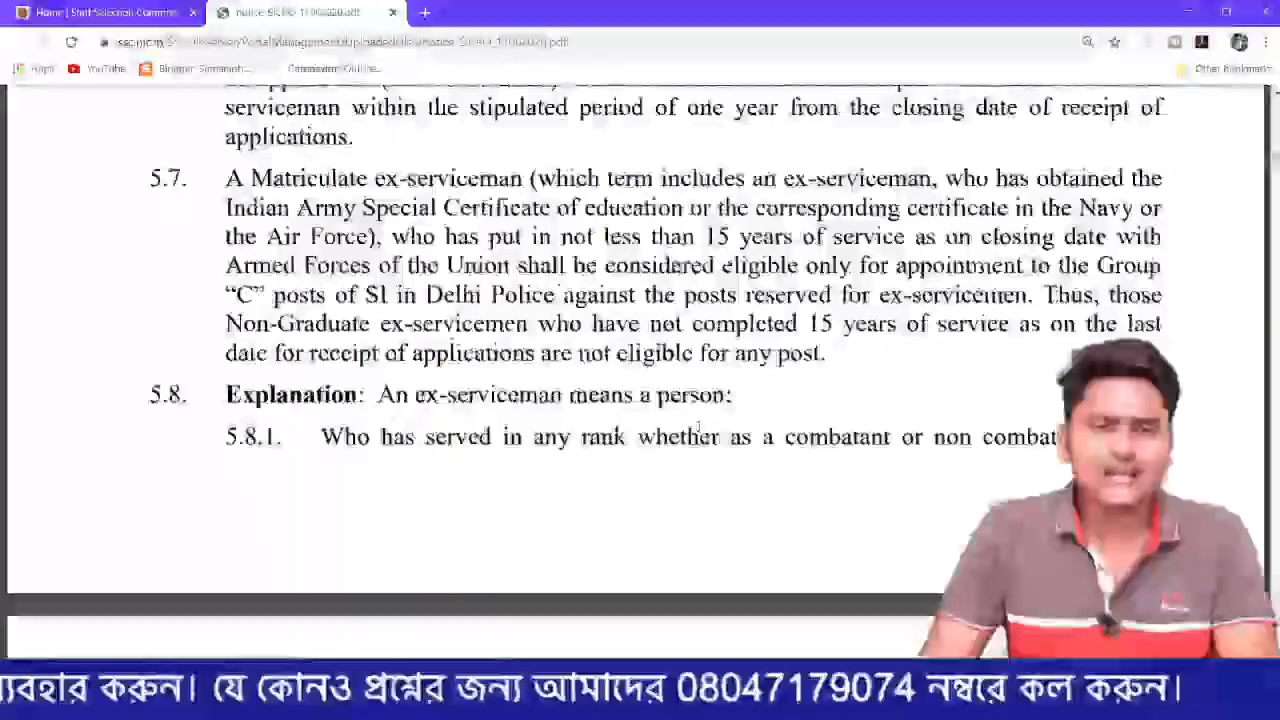 Home | Staff Selection Commis
YouTube
Other Bookmarks
serviceman within the stipulated period of one year from the closing date of receipt of
applications.
5.7. A Matriculate ex-serviceman (which term includes an ex-serviceman, who has obtained the
Indian Army Special Certificate of education or the corresponding certificate in the Navy or
the Air Force), who has put in not less than 15 years of service as on closing date with
Armed Forces of the Union shall be considered eligible only for appointment to the Group
“C” posts of SI in Delhi Police against the posts reserved for ex-servicemen. Thus, those
Non-Graduate ex-servicemen who have not completed 15 years of service as on the last
date for receipt of applications are not eligible for any post.
5.8. Explanation: An ex-serviceman means a person:
5.8.1. Who has served in any rank whether as a combatant or non combat
্যবহার করুন। যে কোনও প্রশ্নের জন্য আমাদের 08047179074 নম্বরে কল করুন।